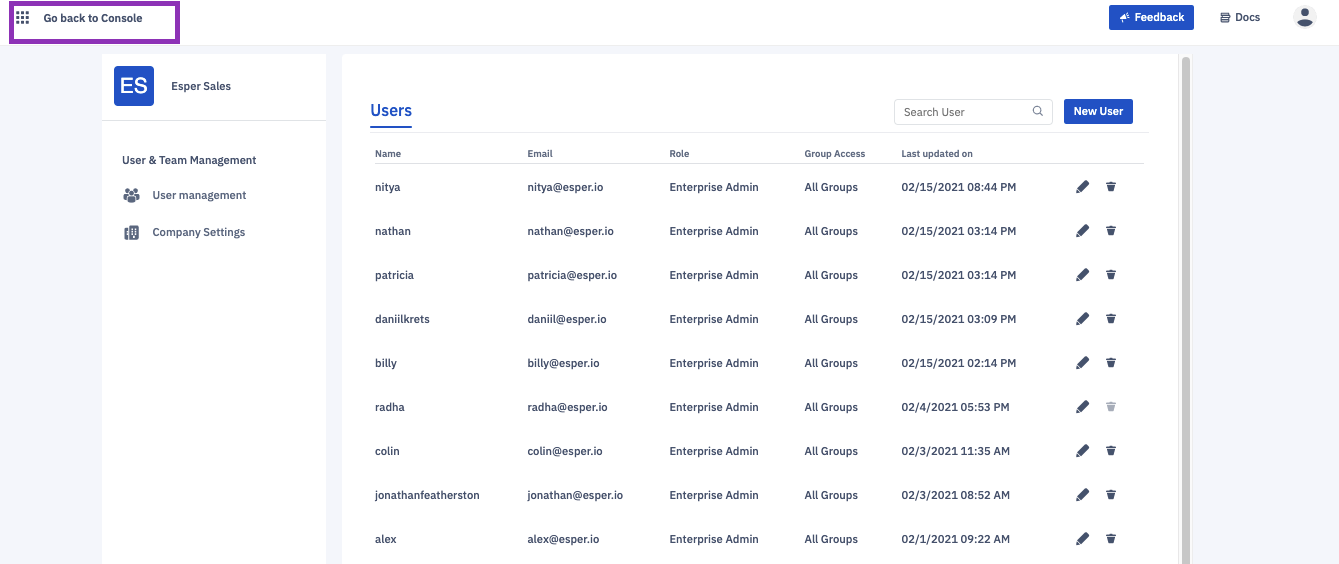 Go back to Console Feedback Docs
ES Esper Sales
User & Team Management
User management
Company Settings
Users Search User New User
Name Email Role Group Access Last updated on
nitya nitya@esper.io Enterprise Admin All Groups 02/15/2021 08:44 PM
nathan nathan@esper.io Enterprise Admin All Groups 02/15/2021 03:14 PM
patricia patricia@esper.io Enterprise Admin All Groups 02/15/2021 03:14 PM
daniilkrets daniil@esper.io Enterprise Admin All Groups 02/15/2021 03:09 PM
billy billy@esper.io Enterprise Admin All Groups 02/15/2021 02:14 PM
radha radha@esper.io Enterprise Admin All Groups 02/4/2021 05:53 PM
colin colin@esper.io Enterprise Admin All Groups 02/3/2021 11:35 AM
jonathanfeatherston jonathan@esper.io Enterprise Admin All Groups 02/3/2021 08:52 AM
alex alex@esper.io Enterprise Admin All Groups 02/1/2021 09:22 AM